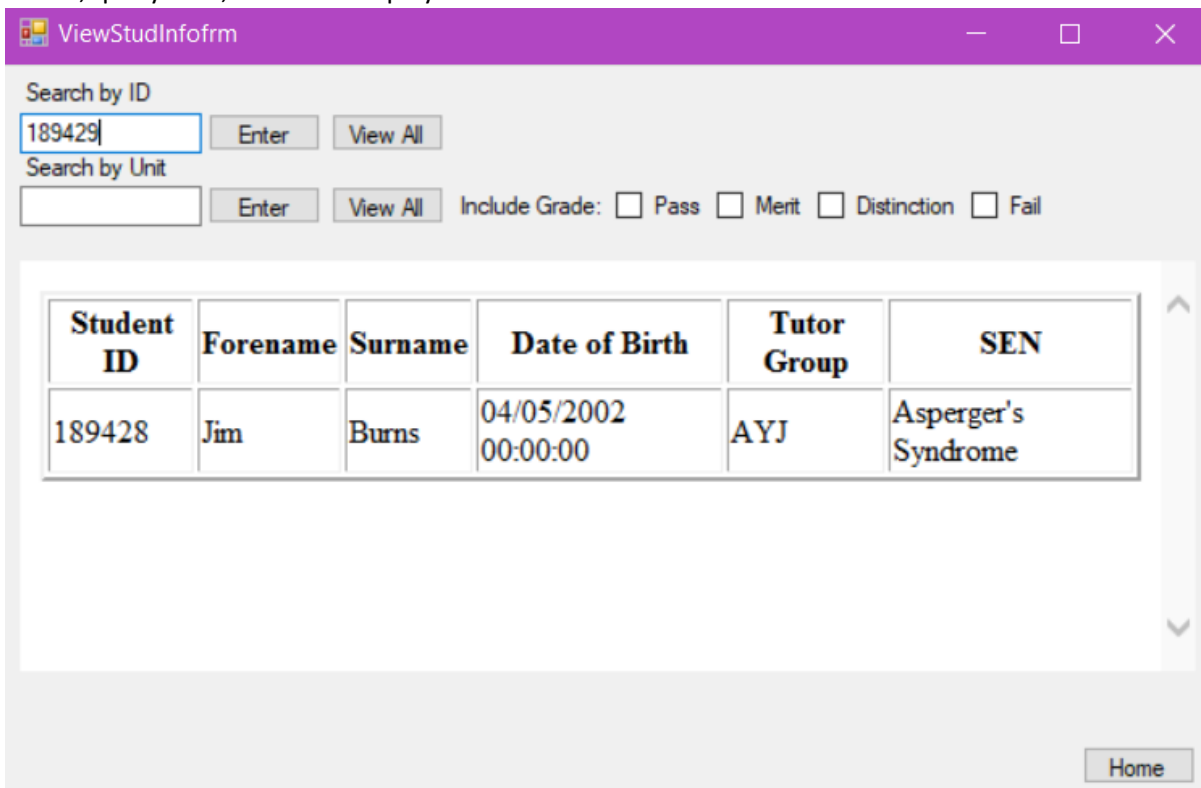 ViewStudInfofrm
Search by ID
189429 Enter View All
Search by Unit
Enter View All Include Grade: Pass Merit Distinction Fail
Student ID Forename Surname Date of Birth Tutor Group SEN
189428 Jim Burns 04/05/2002 00:00:00 AYJ Asperger's Syndrome
Home